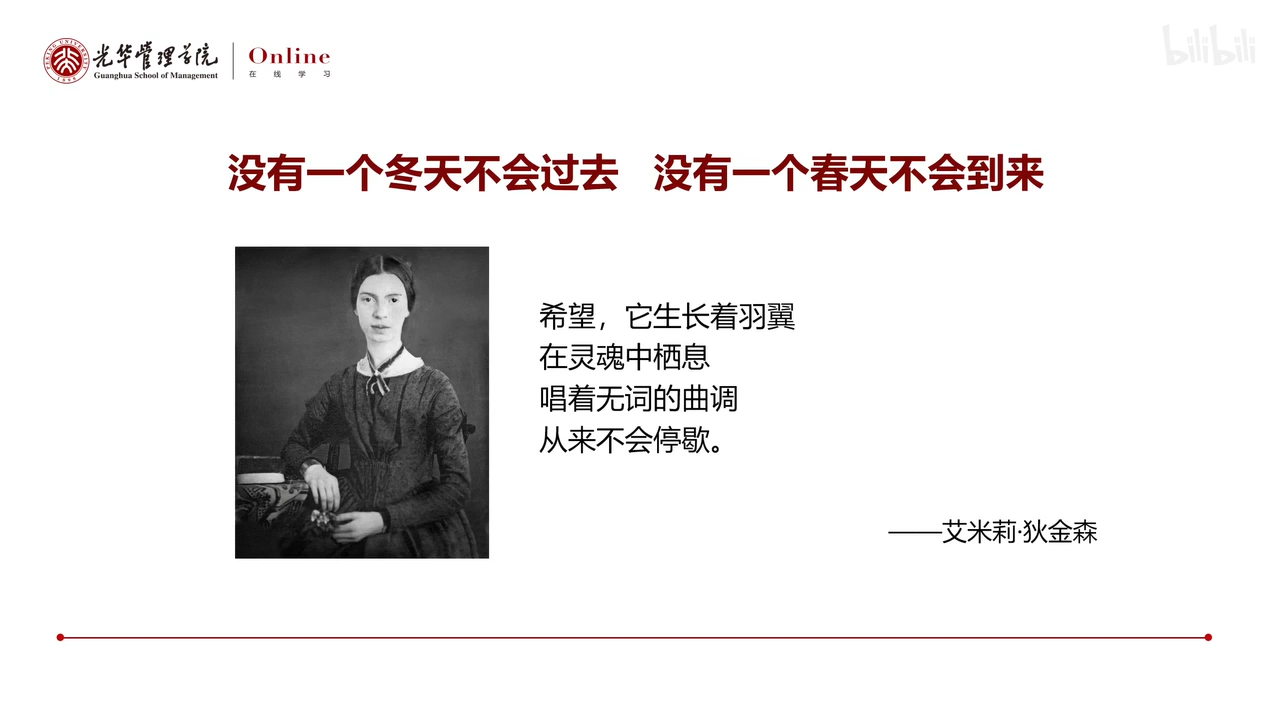 光华管理学院
Guanghua School of Management
Online
在线学习
bilibili
没有一个冬天不会过去 没有一个春天不会到来
希望，它生长着羽翼
在灵魂中栖息
唱着无词的曲调
从来不会停歇。
——艾米莉·狄金森